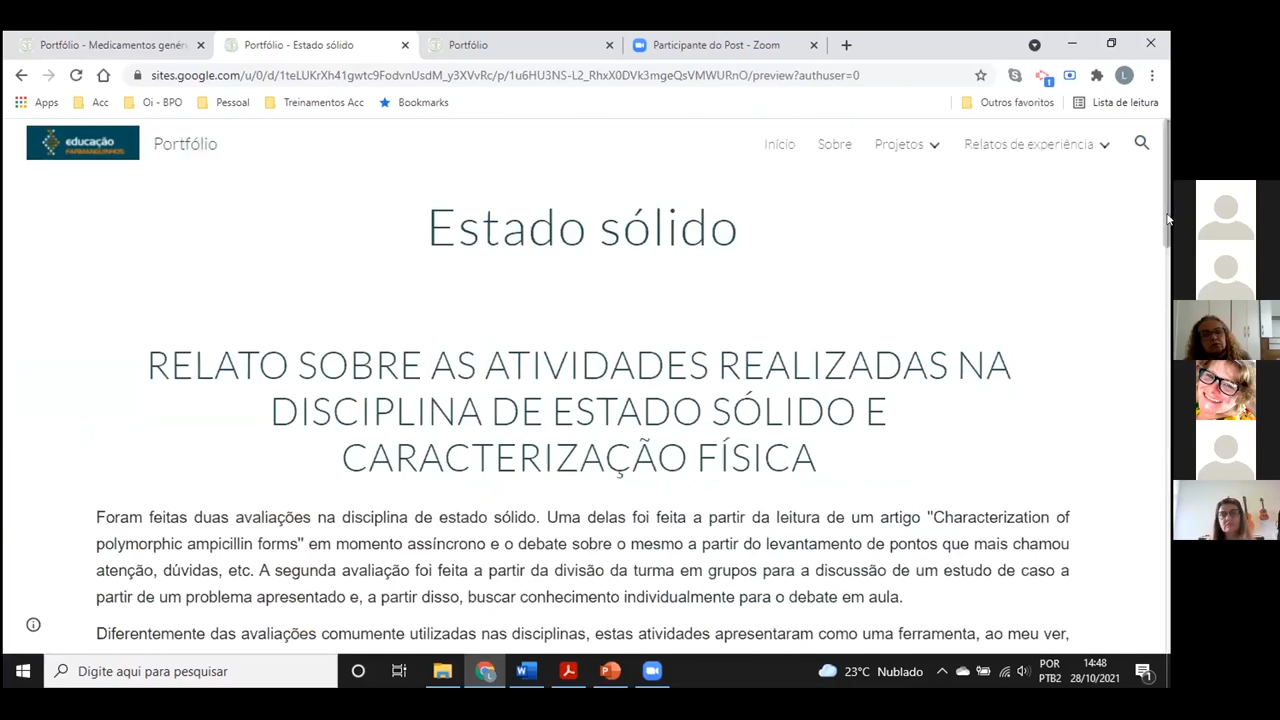 Portfólio - Medicamentos genéri
Portfólio - Estado sólido
Portfólio
Participante do Post - Zoom
sites.google.com/u/0/d/1teLUKrXh41gwtc9FodvnUsdM_y3XVvRc/p/1u6HU3NS-L2_RhxX0DVk3mgeQsVMWURnO/preview?authuser=0
L
Apps
Acc
Oi - BPO
Pessoal
Treinamentos Acc
Bookmarks
Outros favoritos
Lista de leitura
educação
FARMANGUINHOS
Portfólio
Início
Sobre
Projetos
Relatos de experiência
Estado sólido
RELATO SOBRE AS ATIVIDADES REALIZADAS NA
DISCIPLINA DE ESTADO SÓLIDO E
CARACTERIZAÇÃO FÍSICA
Foram feitas duas avaliações na disciplina de estado sólido. Uma delas foi feita a partir da leitura de um artigo "Characterization of
polymorphic ampicillin forms" em momento assíncrono e o debate sobre o mesmo a partir do levantamento de pontos que mais chamou
atenção, dúvidas, etc. A segunda avaliação foi feita a partir da divisão da turma em grupos para a discussão de um estudo de caso a
partir de um problema apresentado e, a partir disso, buscar conhecimento individualmente para o debate em aula.
Diferentemente das avaliações comumente utilizadas nas disciplinas, estas atividades apresentaram como uma ferramenta, ao meu ver,
Digite aqui para pesquisar
23°C Nublado
POR
PTB2
14:48
28/10/2021
1